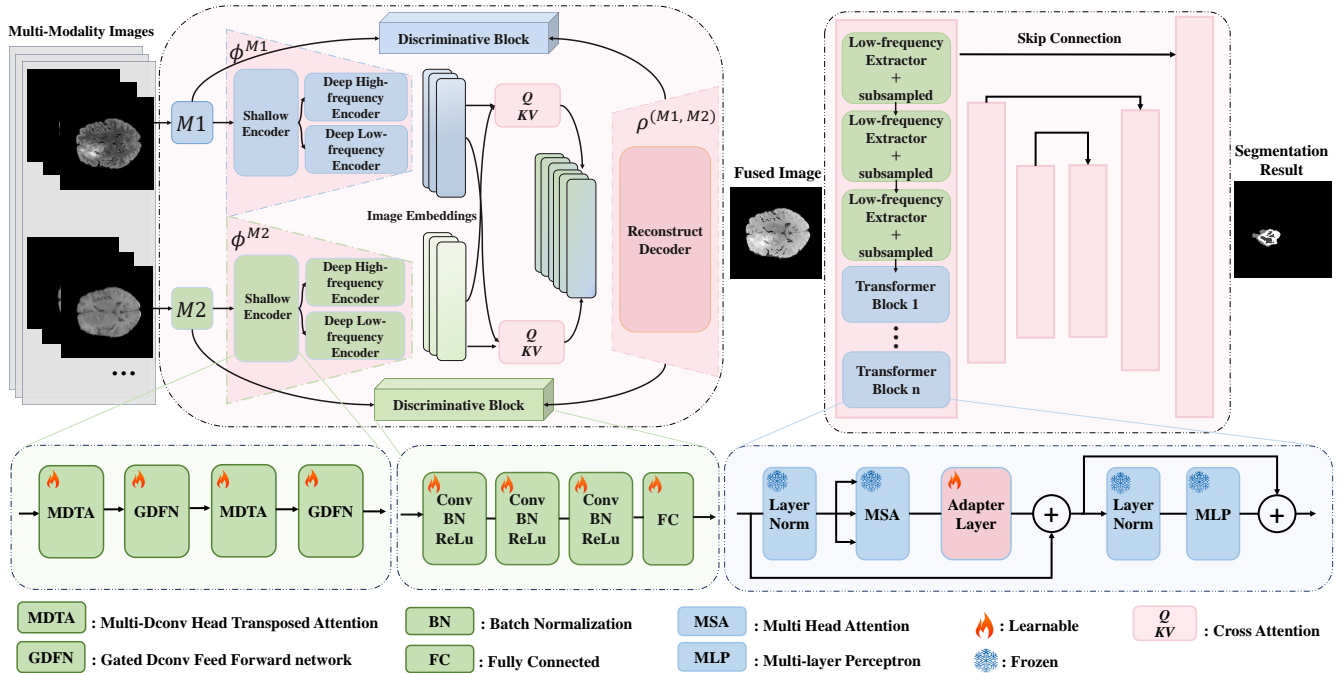 Multi-Modality Images
M1
M2
...
ϕ^{M1}
Shallow
Encoder
Deep High-
frequency
Encoder
Deep Low-
frequency
Encoder
ϕ^{M2}
Shallow
Encoder
Deep High-
frequency
Encoder
Deep Low-
frequency
Encoder
Discriminative Block
Discriminative Block
Image Embeddings
Q
KV
Q
KV
ρ^{(M1, M2)}
Reconstruct
Decoder
Fused Image
Low-frequency
Extractor
+
subsampled
Low-frequency
Extractor
+
subsampled
Low-frequency
Extractor
+
subsampled
Transformer
Block 1
Transformer
Block n
Skip Connection
Segmentation
Result
MDTA
GDFN
MDTA
GDFN
Conv
BN
ReLu
Conv
BN
ReLu
Conv
BN
ReLu
FC
Layer
Norm
MSA
Adapter
Layer
+
Layer
Norm
MLP
+
MDTA : Multi-Dconv Head Transposed Attention
GDFN : Gated Dconv Feed Forward network
BN : Batch Normalization
FC : Fully Connected
MSA : Multi Head Attention
MLP : Multi-layer Perceptron
: Learnable
: Frozen
Q
KV : Cross Attention